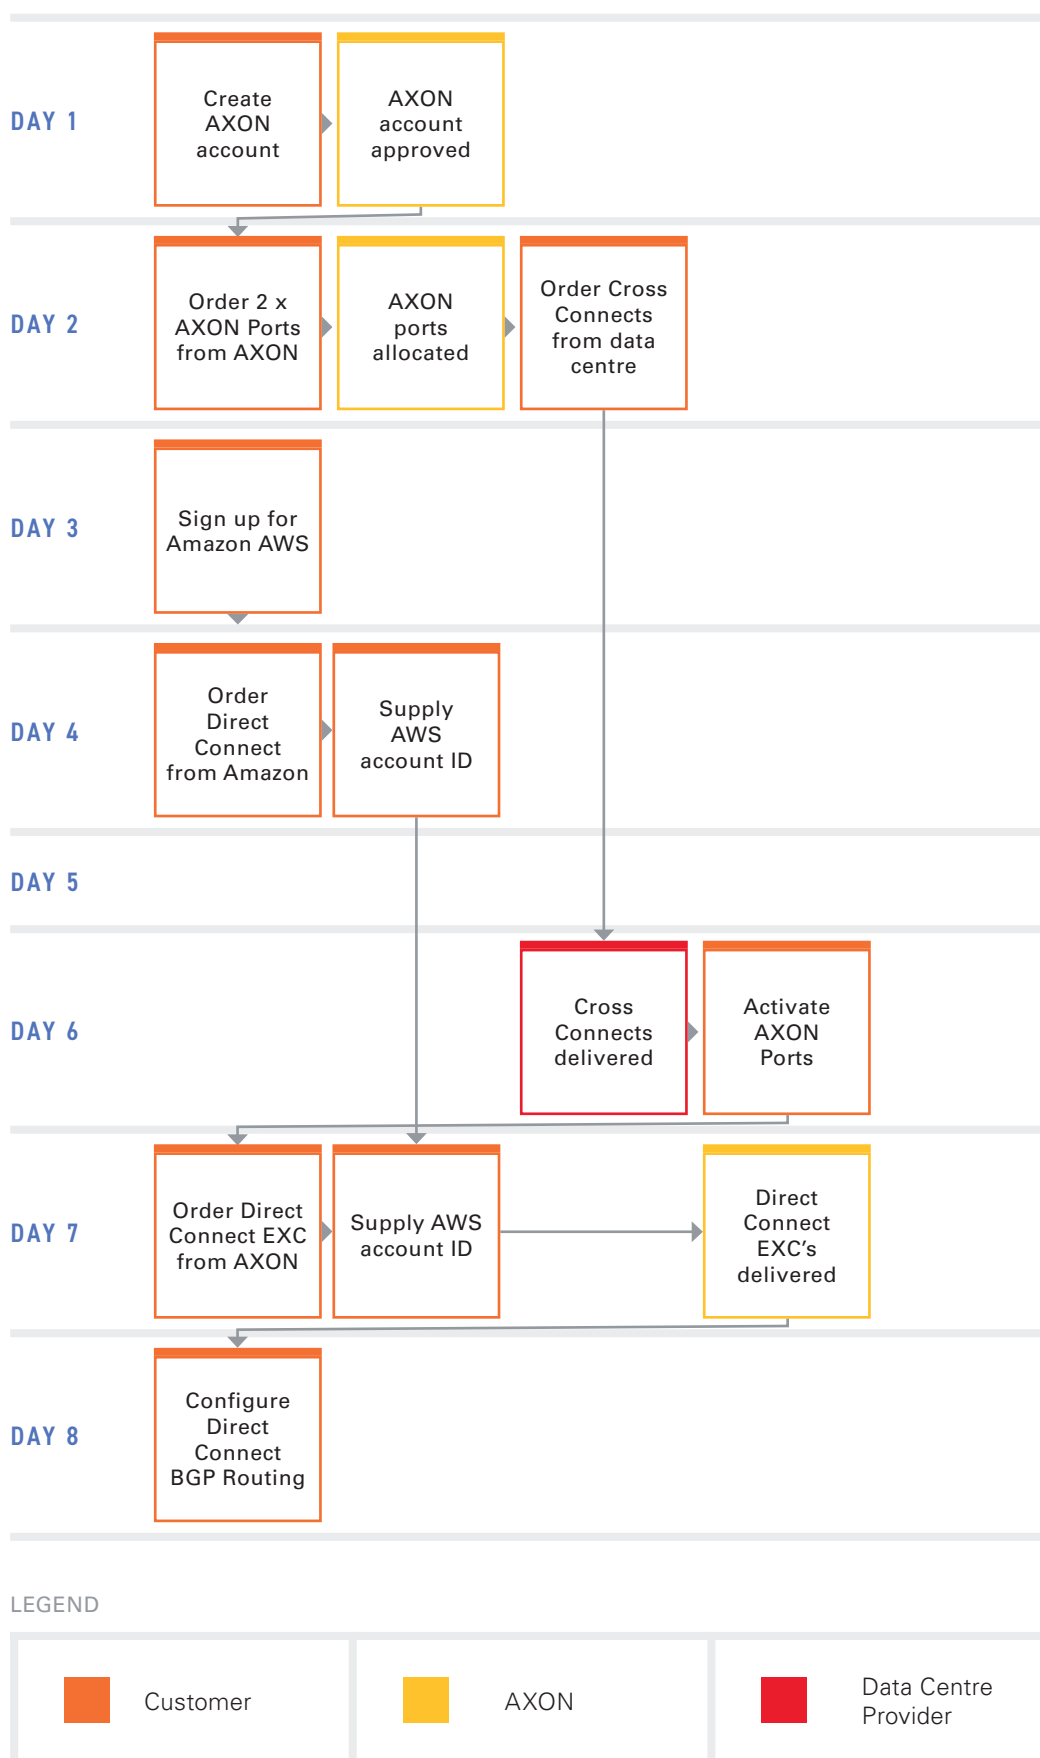 DAY 1
Create
AXON
account
AXON
account
approved
DAY 2
Order 2 x
AXON Ports
from AXON
AXON
ports
allocated
Order Cross
Connects
from data
centre
DAY 3
Sign up for
Amazon AWS
DAY 4
Order
Direct
Connect
from Amazon
Supply
AWS
account ID
DAY 5
DAY 6
Cross
Connects
delivered
Activate
AXON
Ports
DAY 7
Order Direct
Connect EXC
from AXON
Supply AWS
account ID
Direct
Connect
EXC's
delivered
DAY 8
Configure
Direct
Connect
BGP Routing
LEGEND
Customer
AXON
Data Centre
Provider